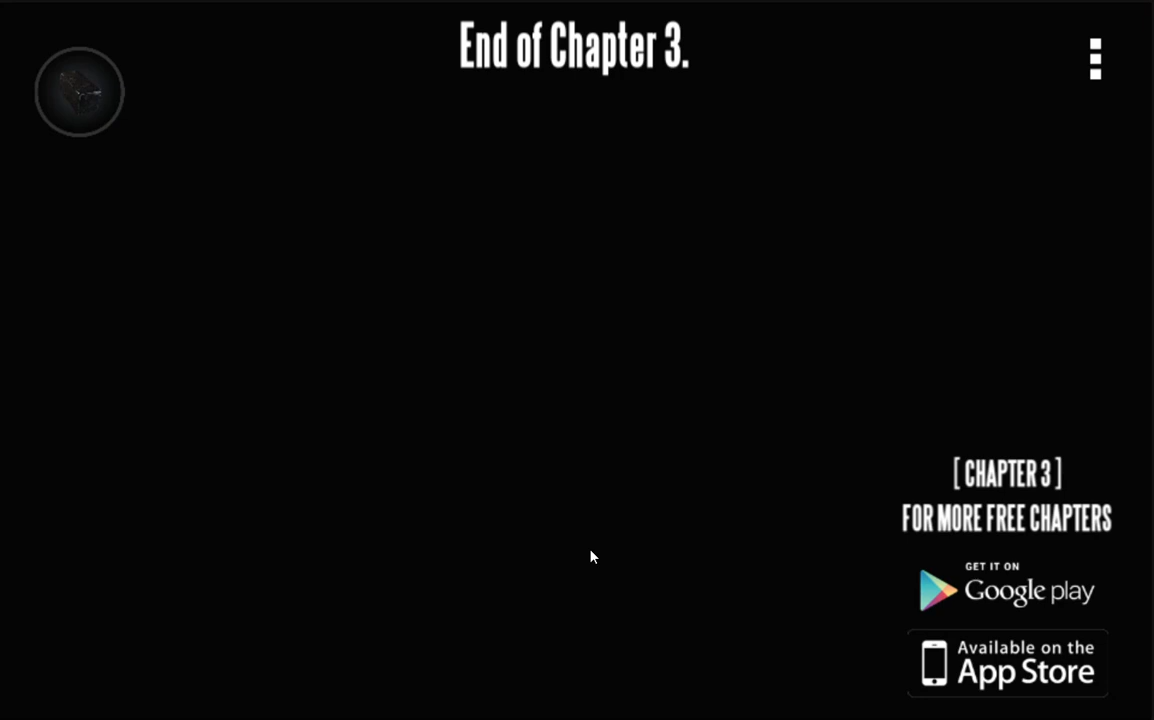 End of Chapter 3.
[ CHAPTER 3 ]
FOR MORE FREE CHAPTERS
GET IT ON
Google play
Available on the
App Store